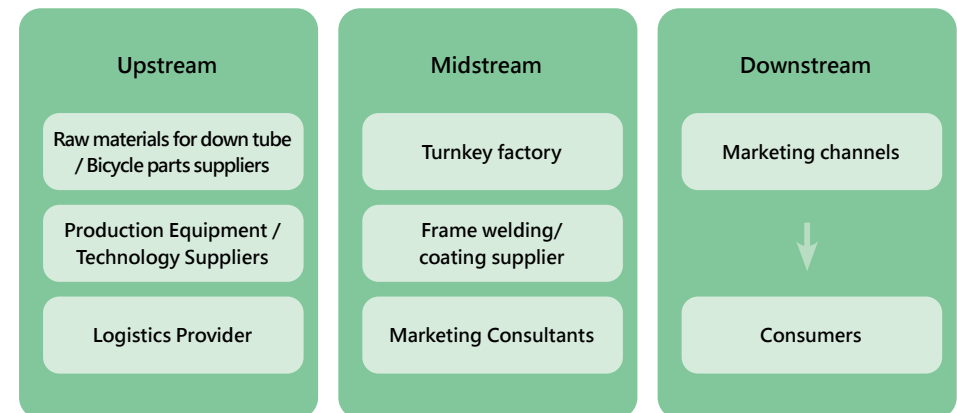 Upstream
Raw materials for down tube
/ Bicycle parts suppliers
Production Equipment /
Technology Suppliers
Logistics Provider
Midstream
Turnkey factory
Frame welding/
coating supplier
Marketing Consultants
Downstream
Marketing channels
Consumers